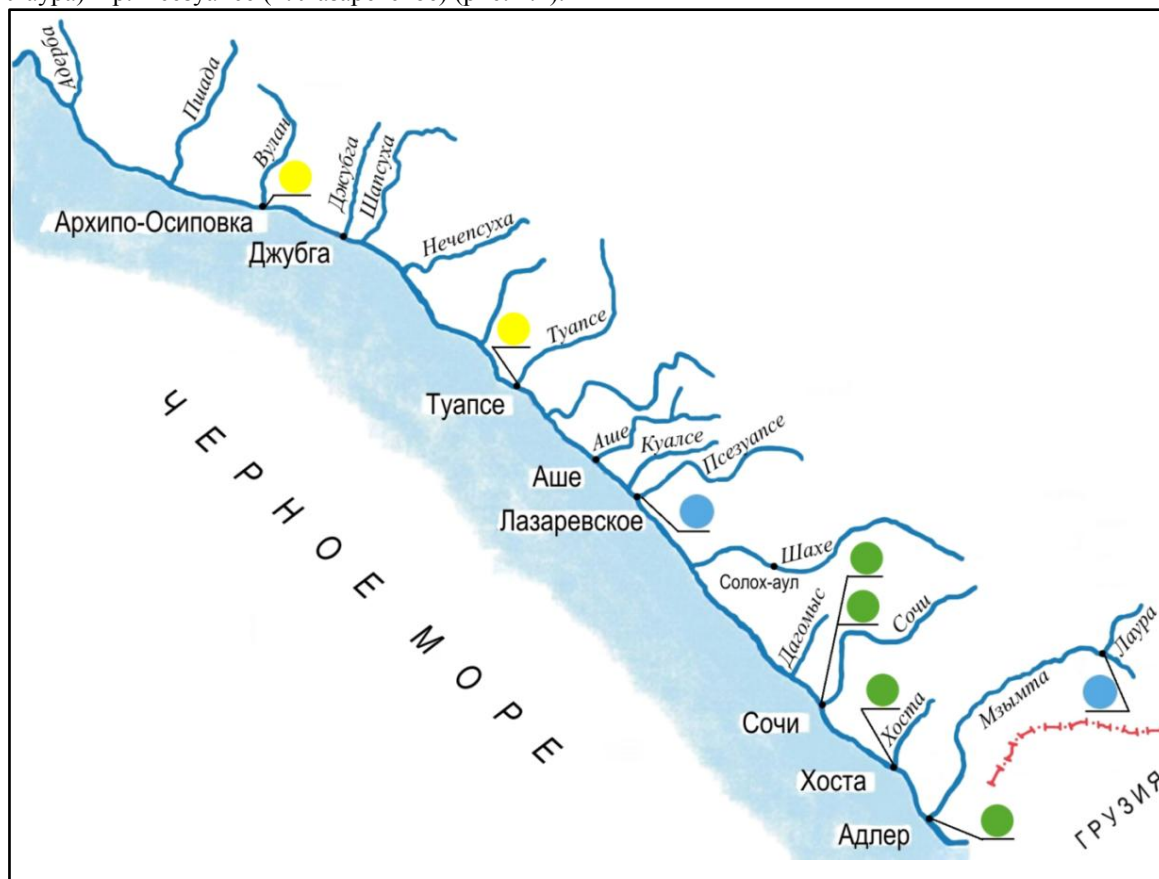 Адерба
Пшада
Вулан
Джубга
Шапсуха
Архипо-Осиповка
Джубга
Нечепсуха
Туапсе
Туапсе
Аше
Куапсе
Псезуапсе
Аше
Лазаревское
Шахе
Солох-аул
Дагомыс
Сочи
Лаура
Мзымта
Сочи
Хоста
Хоста
Адлер
ЧЕРНОЕ МОРЕ
ГРУЗИЯ